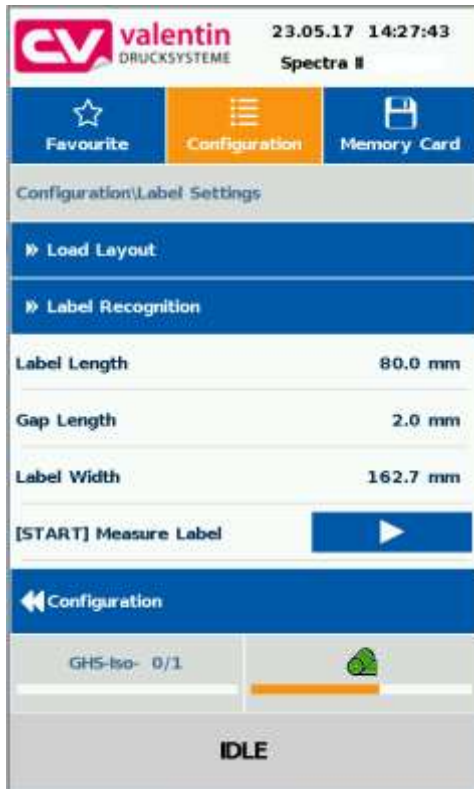 CV valentin
DRUCKSYSTEME
23.05.17 14:27:43
Spectra II
Favourite Configuration Memory Card
Configuration\Label Settings
Load Layout
Label Recognition
Label Length 80.0 mm
Gap Length 2.0 mm
Label Width 162.7 mm
[START] Measure Label
Configuration
GHS-Iso- 0/1
IDLE